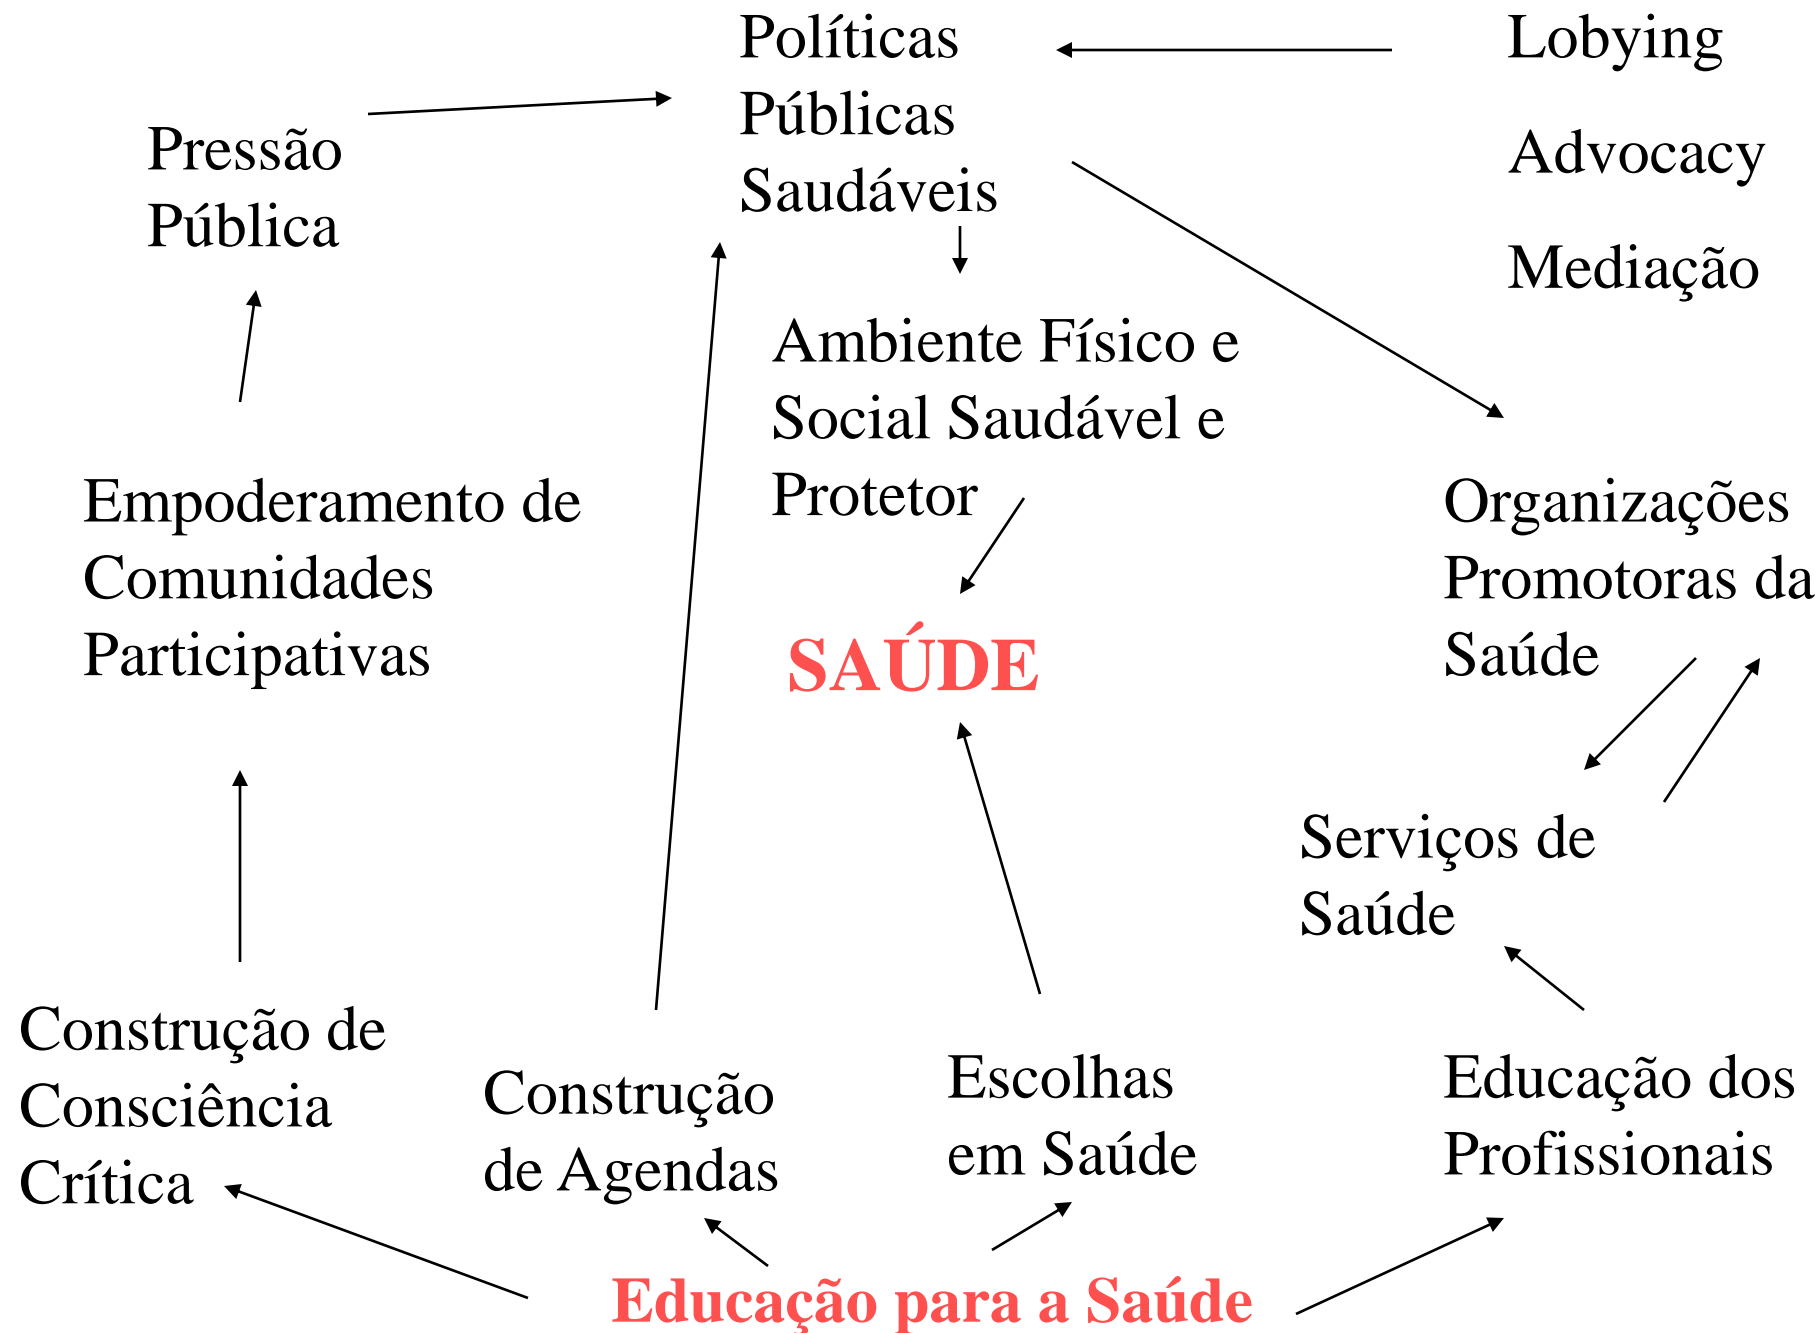 Políticas
Públicas
Saudáveis
Lobying
Advocacy
Mediação
Pressão
Pública
Ambiente Físico e
Social Saudável e
Protetor
Empoderamento de
Comunidades
Participativas
Organizações
Promotoras da
Saúde
SAÚDE
Serviços de
Saúde
Construção de
Consciência
Crítica
Construção
de Agendas
Escolhas
em Saúde
Educação dos
Profissionais
Educação para a Saúde